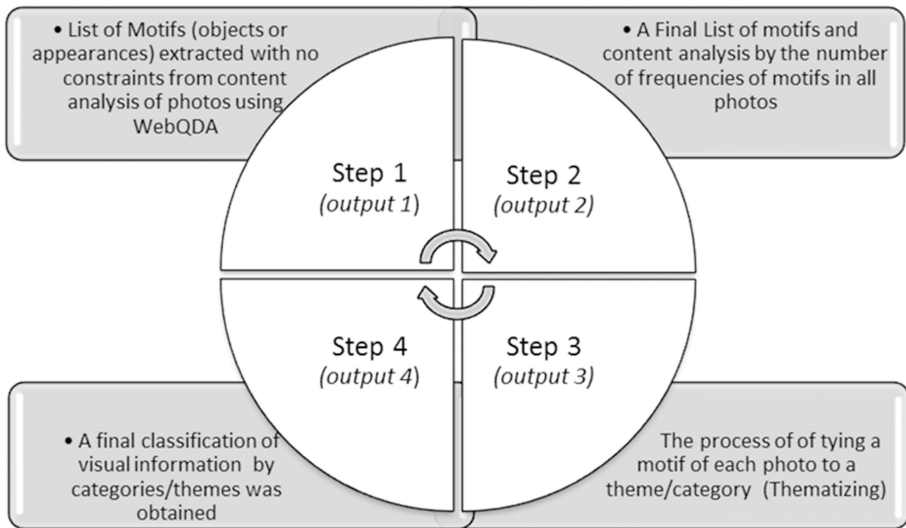 • List of Motifs (objects or
appearances) extracted with no
constraints from content
analysis of photos using
WebQDA
• A Final List of motifs and
content analysis by the number
of frequencies of motifs in all
photos
Step 1
(output 1)
Step 2
(output 2)
Step 4
(output 4)
Step 3
(output 3)
• A final classification of
visual information by
categories/themes was
obtained
The process of of tying a
motif of each photo to a
theme/category (Thematizing)